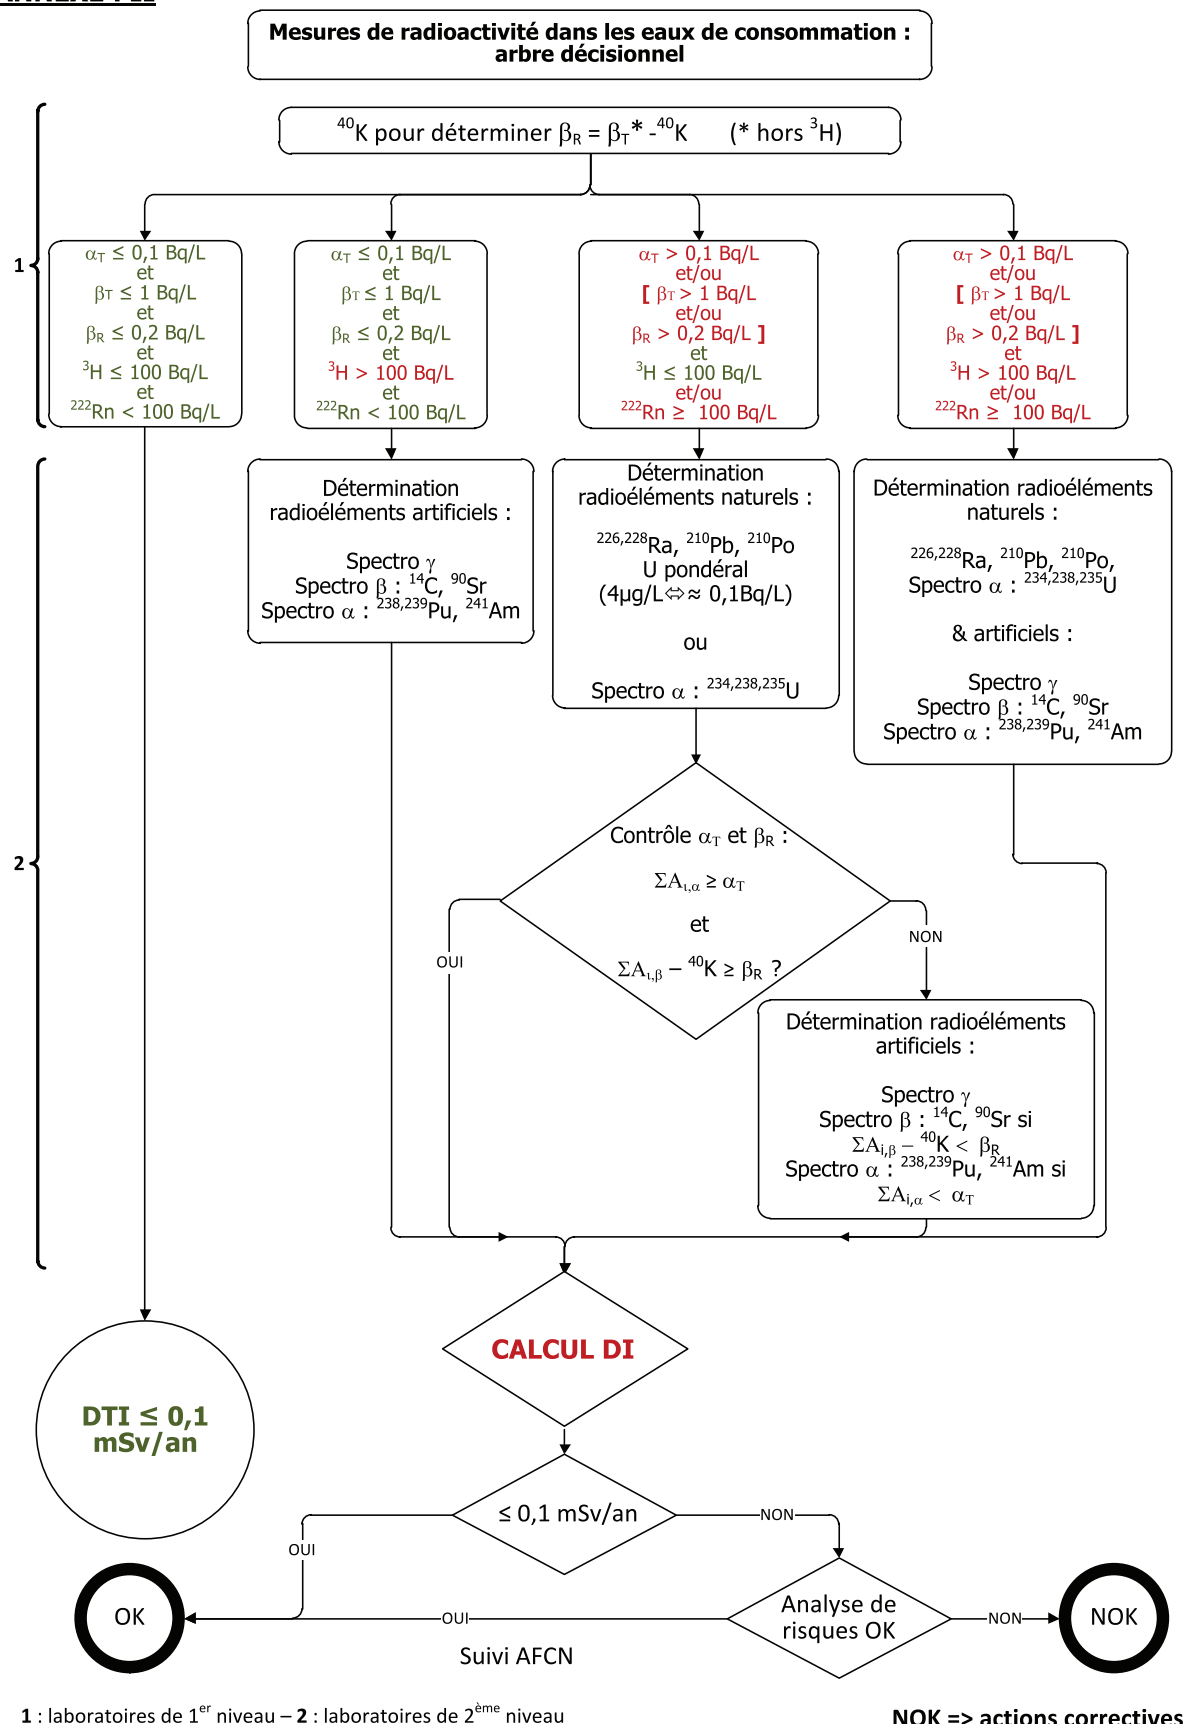 Mesures de radioactivité dans les eaux de consommation :
arbre décisionnel
⁴⁰K pour déterminer βR = βT* -⁴⁰K (* hors ³H)
1
αT ≤ 0,1 Bq/L
et
βT ≤ 1 Bq/L
et
βR ≤ 0,2 Bq/L
et
³H ≤ 100 Bq/L
et
²²²Rn < 100 Bq/L
αT ≤ 0,1 Bq/L
et
βT ≤ 1 Bq/L
et
βR ≤ 0,2 Bq/L
et
³H > 100 Bq/L
et
²²²Rn < 100 Bq/L
αT > 0,1 Bq/L
et/ou
[ βT > 1 Bq/L
et/ou
βR > 0,2 Bq/L ]
et
³H ≤ 100 Bq/L
et/ou
²²²Rn ≥ 100 Bq/L
αT > 0,1 Bq/L
et/ou
[ βT > 1 Bq/L
et/ou
βR > 0,2 Bq/L ]
et
³H > 100 Bq/L
et/ou
²²²Rn ≥ 100 Bq/L
2
Détermination
radioéléments artificiels :
Spectro γ
Spectro β : ¹⁴C, ⁹⁰Sr
Spectro α : ²³⁸,²³⁹Pu, ²⁴¹Am
Détermination
radioéléments naturels :
²²⁶,²²⁸Ra, ²¹⁰Pb, ²¹⁰Po
U pondéral
(4µg/L⇔≈ 0,1Bq/L)
ou
Spectro α : ²³⁴,²³⁸,²³⁵U
Détermination radioéléments
naturels :
²²⁶,²²⁸Ra, ²¹⁰Pb, ²¹⁰Po,
Spectro α : ²³⁴,²³⁸,²³⁵U
& artificiels :
Spectro γ
Spectro β : ¹⁴C, ⁹⁰Sr
Spectro α : ²³⁸,²³⁹Pu, ²⁴¹Am
Contrôle αT et βR :
ΣAι,α ≥ αT
et
ΣAι,β – ⁴⁰K ≥ βR ?
OUI
NON
Détermination radioéléments
artificiels :
Spectro γ
Spectro β : ¹⁴C, ⁹⁰Sr si
ΣAi,β – ⁴⁰K < βR
Spectro α : ²³⁸,²³⁹Pu, ²⁴¹Am si
ΣAi,α < αT
CALCUL DI
DTI ≤ 0,1
mSv/an
≤ 0,1 mSv/an
OUI
NON
OK
OUI
Analyse de
risques OK
NON
NOK
Suivi AFCN
1 : laboratoires de 1er niveau – 2 : laboratoires de 2ème niveau
NOK => actions correctives